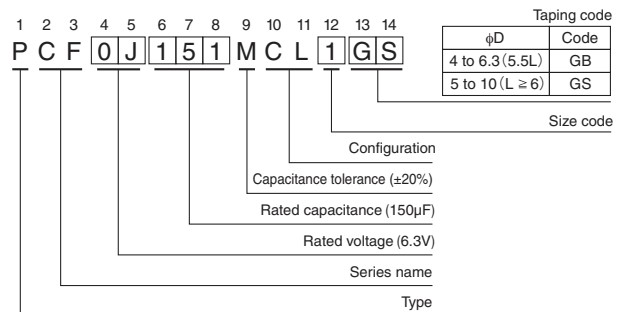 1 2 3 4 5 6 7 8 9 10 11 12 13 14
P C F 0 J 1 5 1 M C L 1 G S
Taping code
φD Code
4 to 6.3(5.5L) GB
5 to 10(L ≧ 6) GS
Size code
Configuration
Capacitance tolerance (±20%)
Rated capacitance (150µF)
Rated voltage (6.3V)
Series name
Type